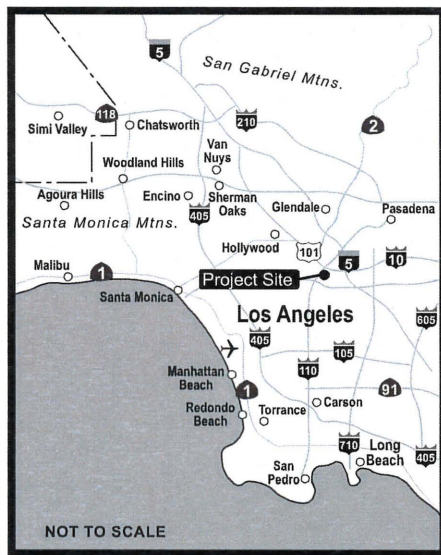 5
San Gabriel Mtns.
118
Simi Valley
Chatsworth
210
2
Van
Nuys
Woodland Hills
Agoura Hills
Encino
Sherman
Oaks
405
Glendale
Pasadena
Santa Monica Mtns.
Hollywood
101
5
10
Malibu
1
Project Site
Santa Monica
Los Angeles
605
405
105
Manhattan
Beach
110
91
1
Redondo
Beach
Torrance
Carson
710
Long
Beach
405
San
Pedro
NOT TO SCALE